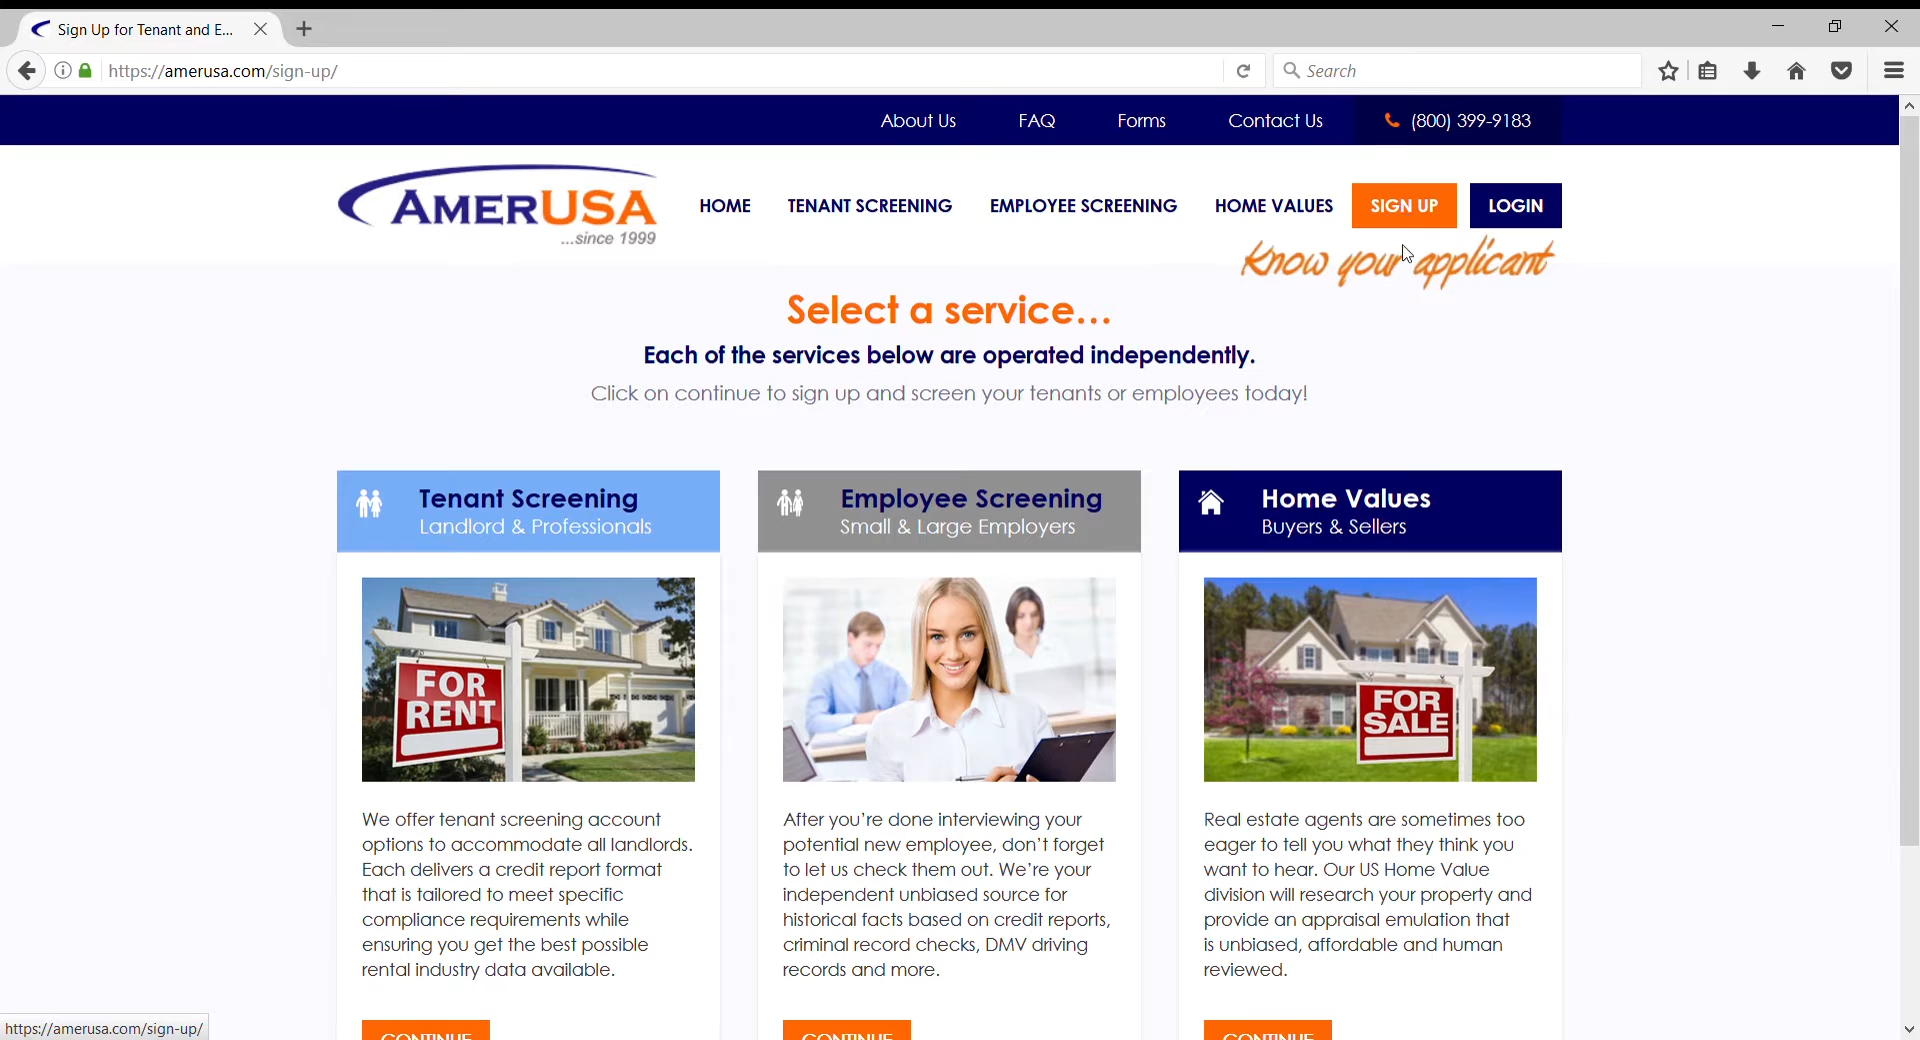 Sign Up for Tenant and E...
https://amerusa.com/sign-up/
Search
About Us
FAQ
Forms
Contact Us
(800) 399-9183
AMERUSA
...since 1999
HOME
TENANT SCREENING
EMPLOYEE SCREENING
HOME VALUES
SIGN UP
LOGIN
know your applicant
Select a service...
Each of the services below are operated independently.
Click on continue to sign up and screen your tenants or employees today!
Tenant Screening
Landlord & Professionals
FOR
RENT
We offer tenant screening account
options to accommodate all landlords.
Each delivers a credit report format
that is tailored to meet specific
compliance requirements while
ensuring you get the best possible
rental industry data available.
CONTINUE
Employee Screening
Small & Large Employers
After you're done interviewing your
potential new employee, don't forget
to let us check them out. We're your
independent unbiased source for
historical facts based on credit reports,
criminal record checks, DMV driving
records and more.
CONTINUE
Home Values
Buyers & Sellers
FOR
SALE
Real estate agents are sometimes too
eager to tell you what they think you
want to hear. Our US Home Value
division will research your property and
provide an appraisal emulation that
is unbiased, affordable and human
reviewed.
CONTINUE
https://amerusa.com/sign-up/